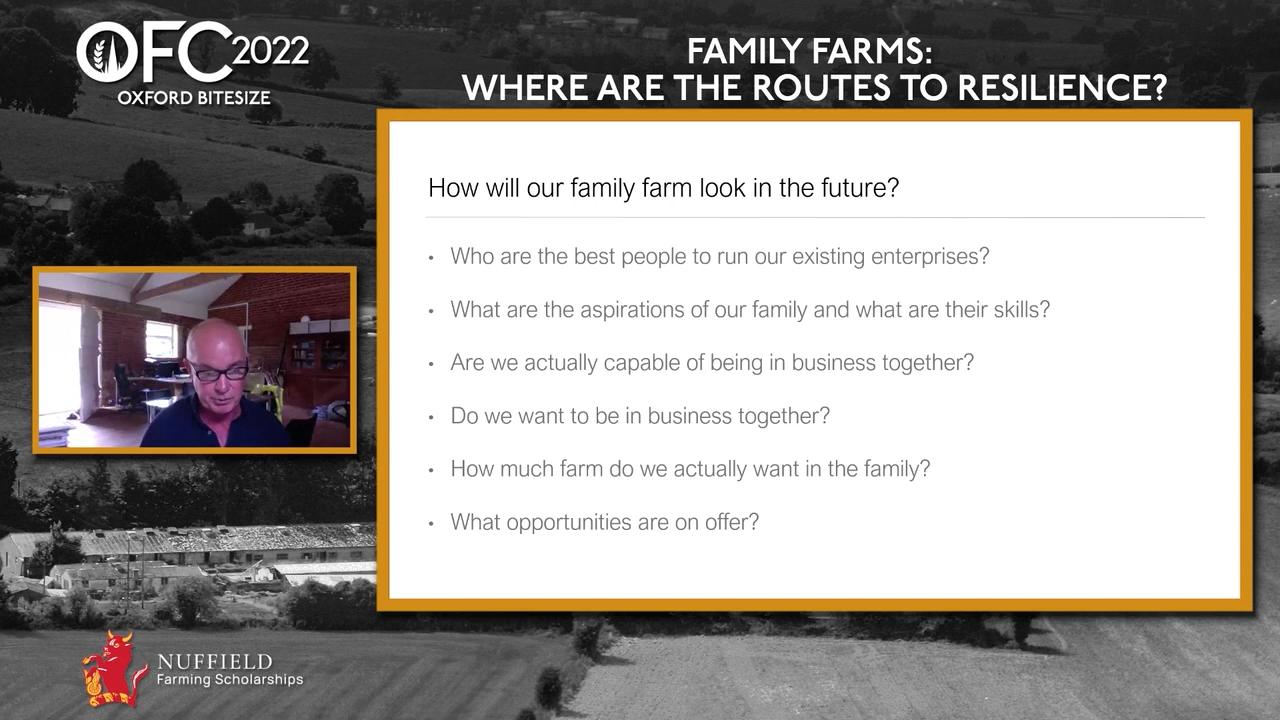 OFC 2022
OXFORD BITESIZE
FAMILY FARMS:
WHERE ARE THE ROUTES TO RESILIENCE?
How will our family farm look in the future?
• Who are the best people to run our existing enterprises?
• What are the aspirations of our family and what are their skills?
• Are we actually capable of being in business together?
• Do we want to be in business together?
• How much farm do we actually want in the family?
• What opportunities are on offer?
NUFFIELD
Farming Scholarships